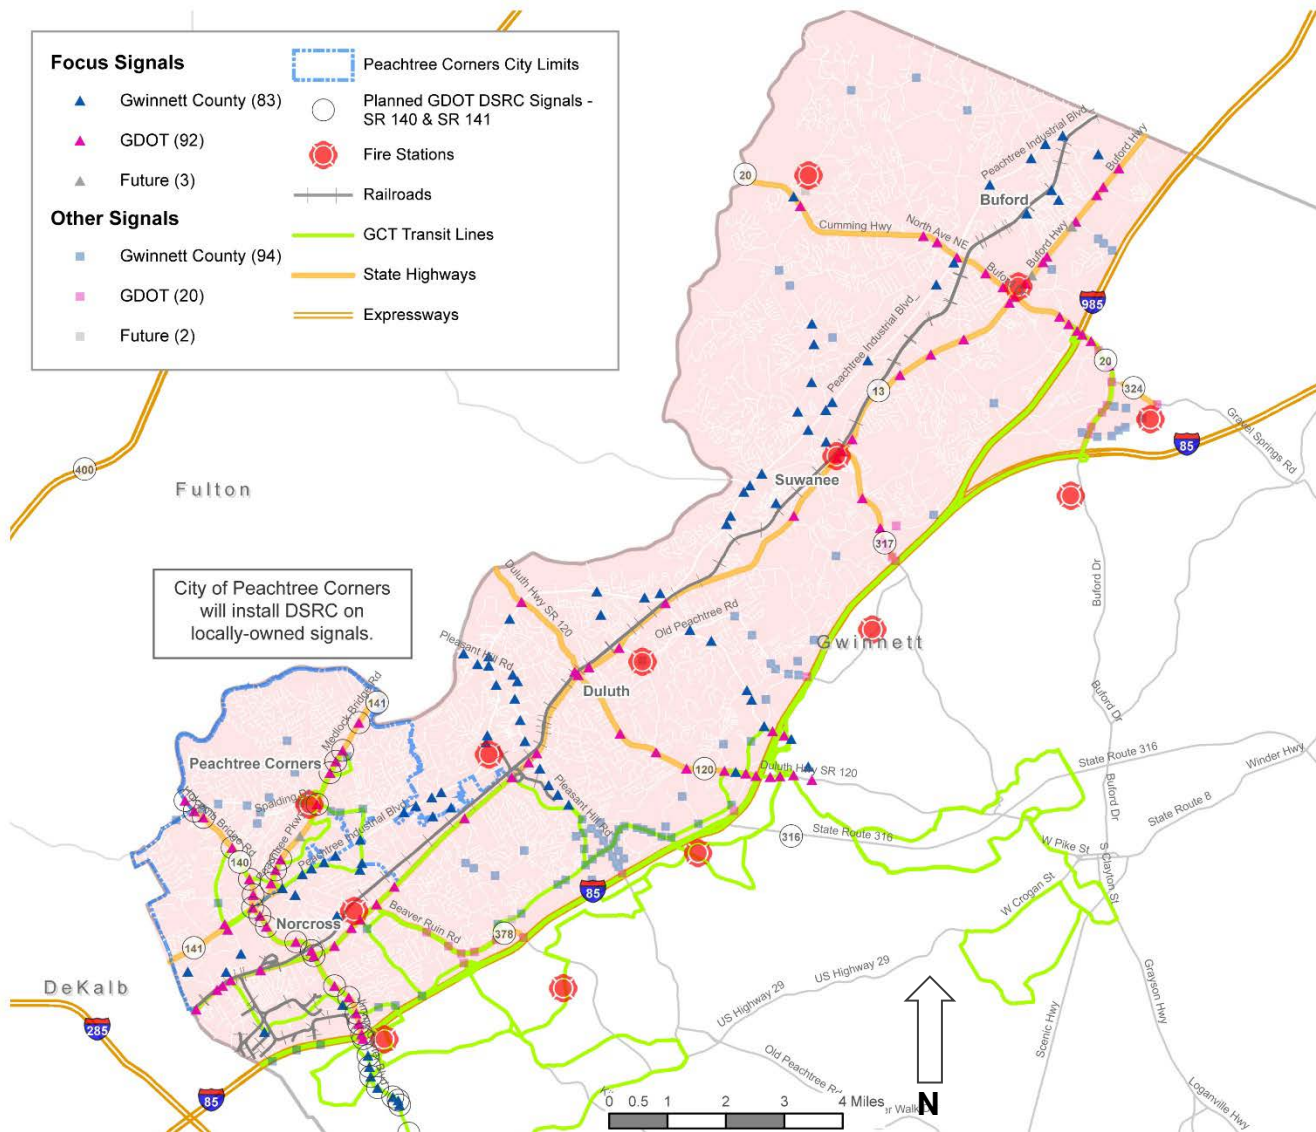 Focus Signals
Gwinnett County (83)
GDOT (92)
Future (3)
Other Signals
Gwinnett County (94)
GDOT (20)
Future (2)
Peachtree Corners City Limits
Planned GDOT DSRC Signals -
SR 140 & SR 141
Fire Stations
Railroads
GCT Transit Lines
State Highways
Expressways
Peachtree Industrial Blvd
Buford Hwy
20
Buford
Cumming Hwy
North Ave NE
Buford Hwy
985
Peachtree Industrial Blvd
20
324
13
Gravel Springs Rd
85
400
Fulton
Suwanee
317
City of Peachtree Corners
will install DSRC on
locally-owned signals.
Duluth Hwy SR 120
Old Peachtree Rd
Buford Dr
Pleasant Hill Rd
Gwinnett
Duluth
Medlock Bridge Rd
141
Buford Dr
Peachtree Corners
State Route 316
Winder Hwy
120
Duluth Hwy SR 120
Buford Dr
Spalding
Holcomb Bridge Rd
Peachtree Industrial Blvd
Pleasant Hill Rd
State Route 8
316
State Route 316
W Pike St
140
S Clayton St
85
W Crogan St
Norcross
Beaver Ruin Rd
378
141
US Highway 29
DeKalb
US Highway 29
Grayson Hwy
285
Scenic Hwy
Old Peachtree Rd
Loganville Hwy
85
0 0.5 1 2 3 4 Miles
N